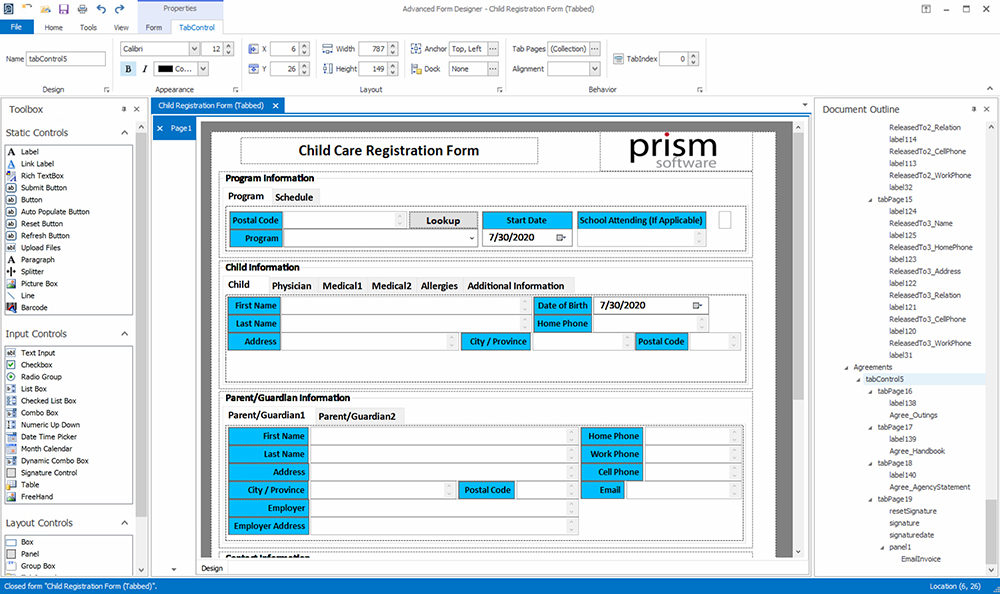 Properties
Advanced Form Designer - Child Registration Form (Tabbed)
File Home Tools View Form TabControl
Name tabControl5
Calibri 12
B I Co...
X 6
Y 26
Width 787
Height 149
Anchor Top, Left ...
Dock None ...
Tab Pages (Collection) ...
Alignment
TabIndex 0
Design Appearance Layout Behavior
Toolbox
Static Controls
Label
Link Label
Rich TextBox
Submit Button
Button
Auto Populate Button
Reset Button
Refresh Button
Upload Files
Paragraph
Splitter
Picture Box
Line
Barcode
Input Controls
Text Input
Checkbox
Radio Group
List Box
Checked List Box
Combo Box
Numeric Up Down
Date Time Picker
Month Calendar
Dynamic Combo Box
Signature Control
Table
FreeHand
Layout Controls
Box
Panel
Group Box
Child Registration Form (Tabbed)
Page1
Child Care Registration Form
prism
software
Program Information
Program Schedule
Postal Code Lookup Start Date School Attending (If Applicable)
Program 7/30/2020
Child Information
Child Physician Medical1 Medical2 Allergies Additional Information
First Name Date of Birth 7/30/2020
Last Name Home Phone
Address City / Province Postal Code
Parent/Guardian Information
Parent/Guardian1 Parent/Guardian2
First Name Home Phone
Last Name Work Phone
Address Cell Phone
City / Province Postal Code Email
Employer
Employer Address
Contact Information
Design
Document Outline
ReleasedTo2_Relation
label114
ReleasedTo2_CellPhone
label113
ReleasedTo2_WorkPhone
label32
tabPage15
label124
ReleasedTo3_Name
label125
ReleasedTo3_HomePhone
label123
ReleasedTo3_Address
label122
ReleasedTo3_Relation
label121
ReleasedTo3_CellPhone
label120
ReleasedTo3_WorkPhone
label31
Agreements
tabControl5
tabPage16
label138
Agree_Outings
tabPage17
label139
Agree_Handbook
tabPage18
label140
Agree_AgencyStatement
tabPage19
resetSignature
signature
signaturedate
panel1
EmailInvoice
Closed form "Child Registration Form (Tabbed)".
Location (6, 26)